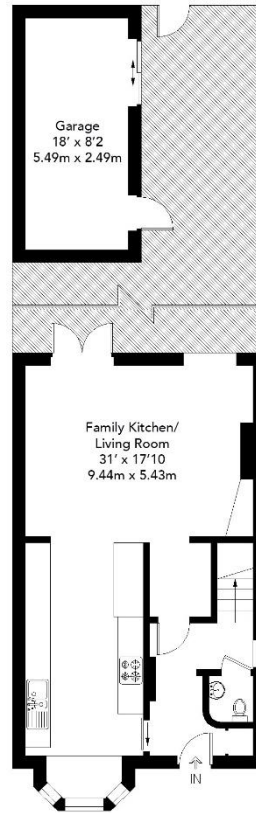 Garage
18' x 8'2
5.49m x 2.49m
Family Kitchen/
Living Room
31' x 17'10
9.44m x 5.43m
IN